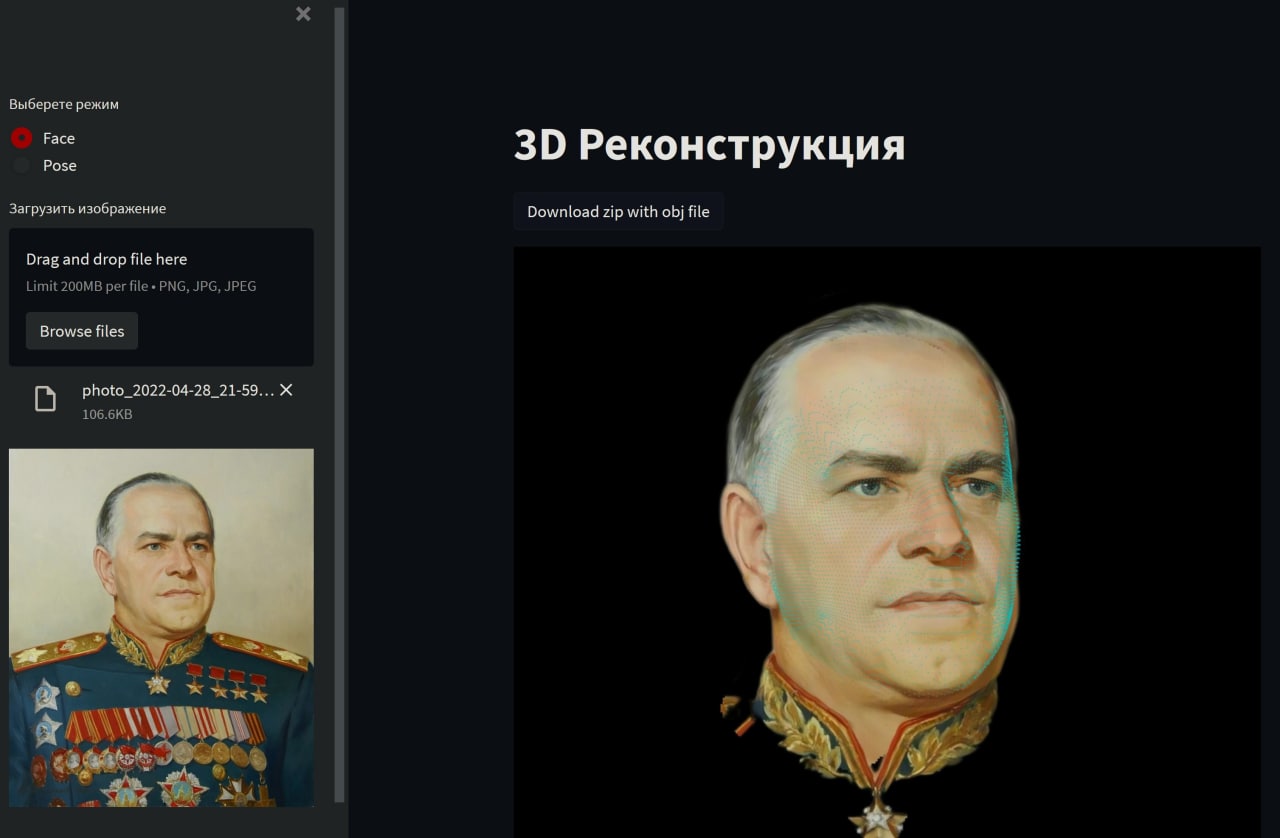 Выберете режим
Face
Pose
Загрузить изображение
Drag and drop file here
Limit 200MB per file • PNG, JPG, JPEG
Browse files
photo_2022-04-28_21-59...
106.6KB
3D Реконструкция
Download zip with obj file